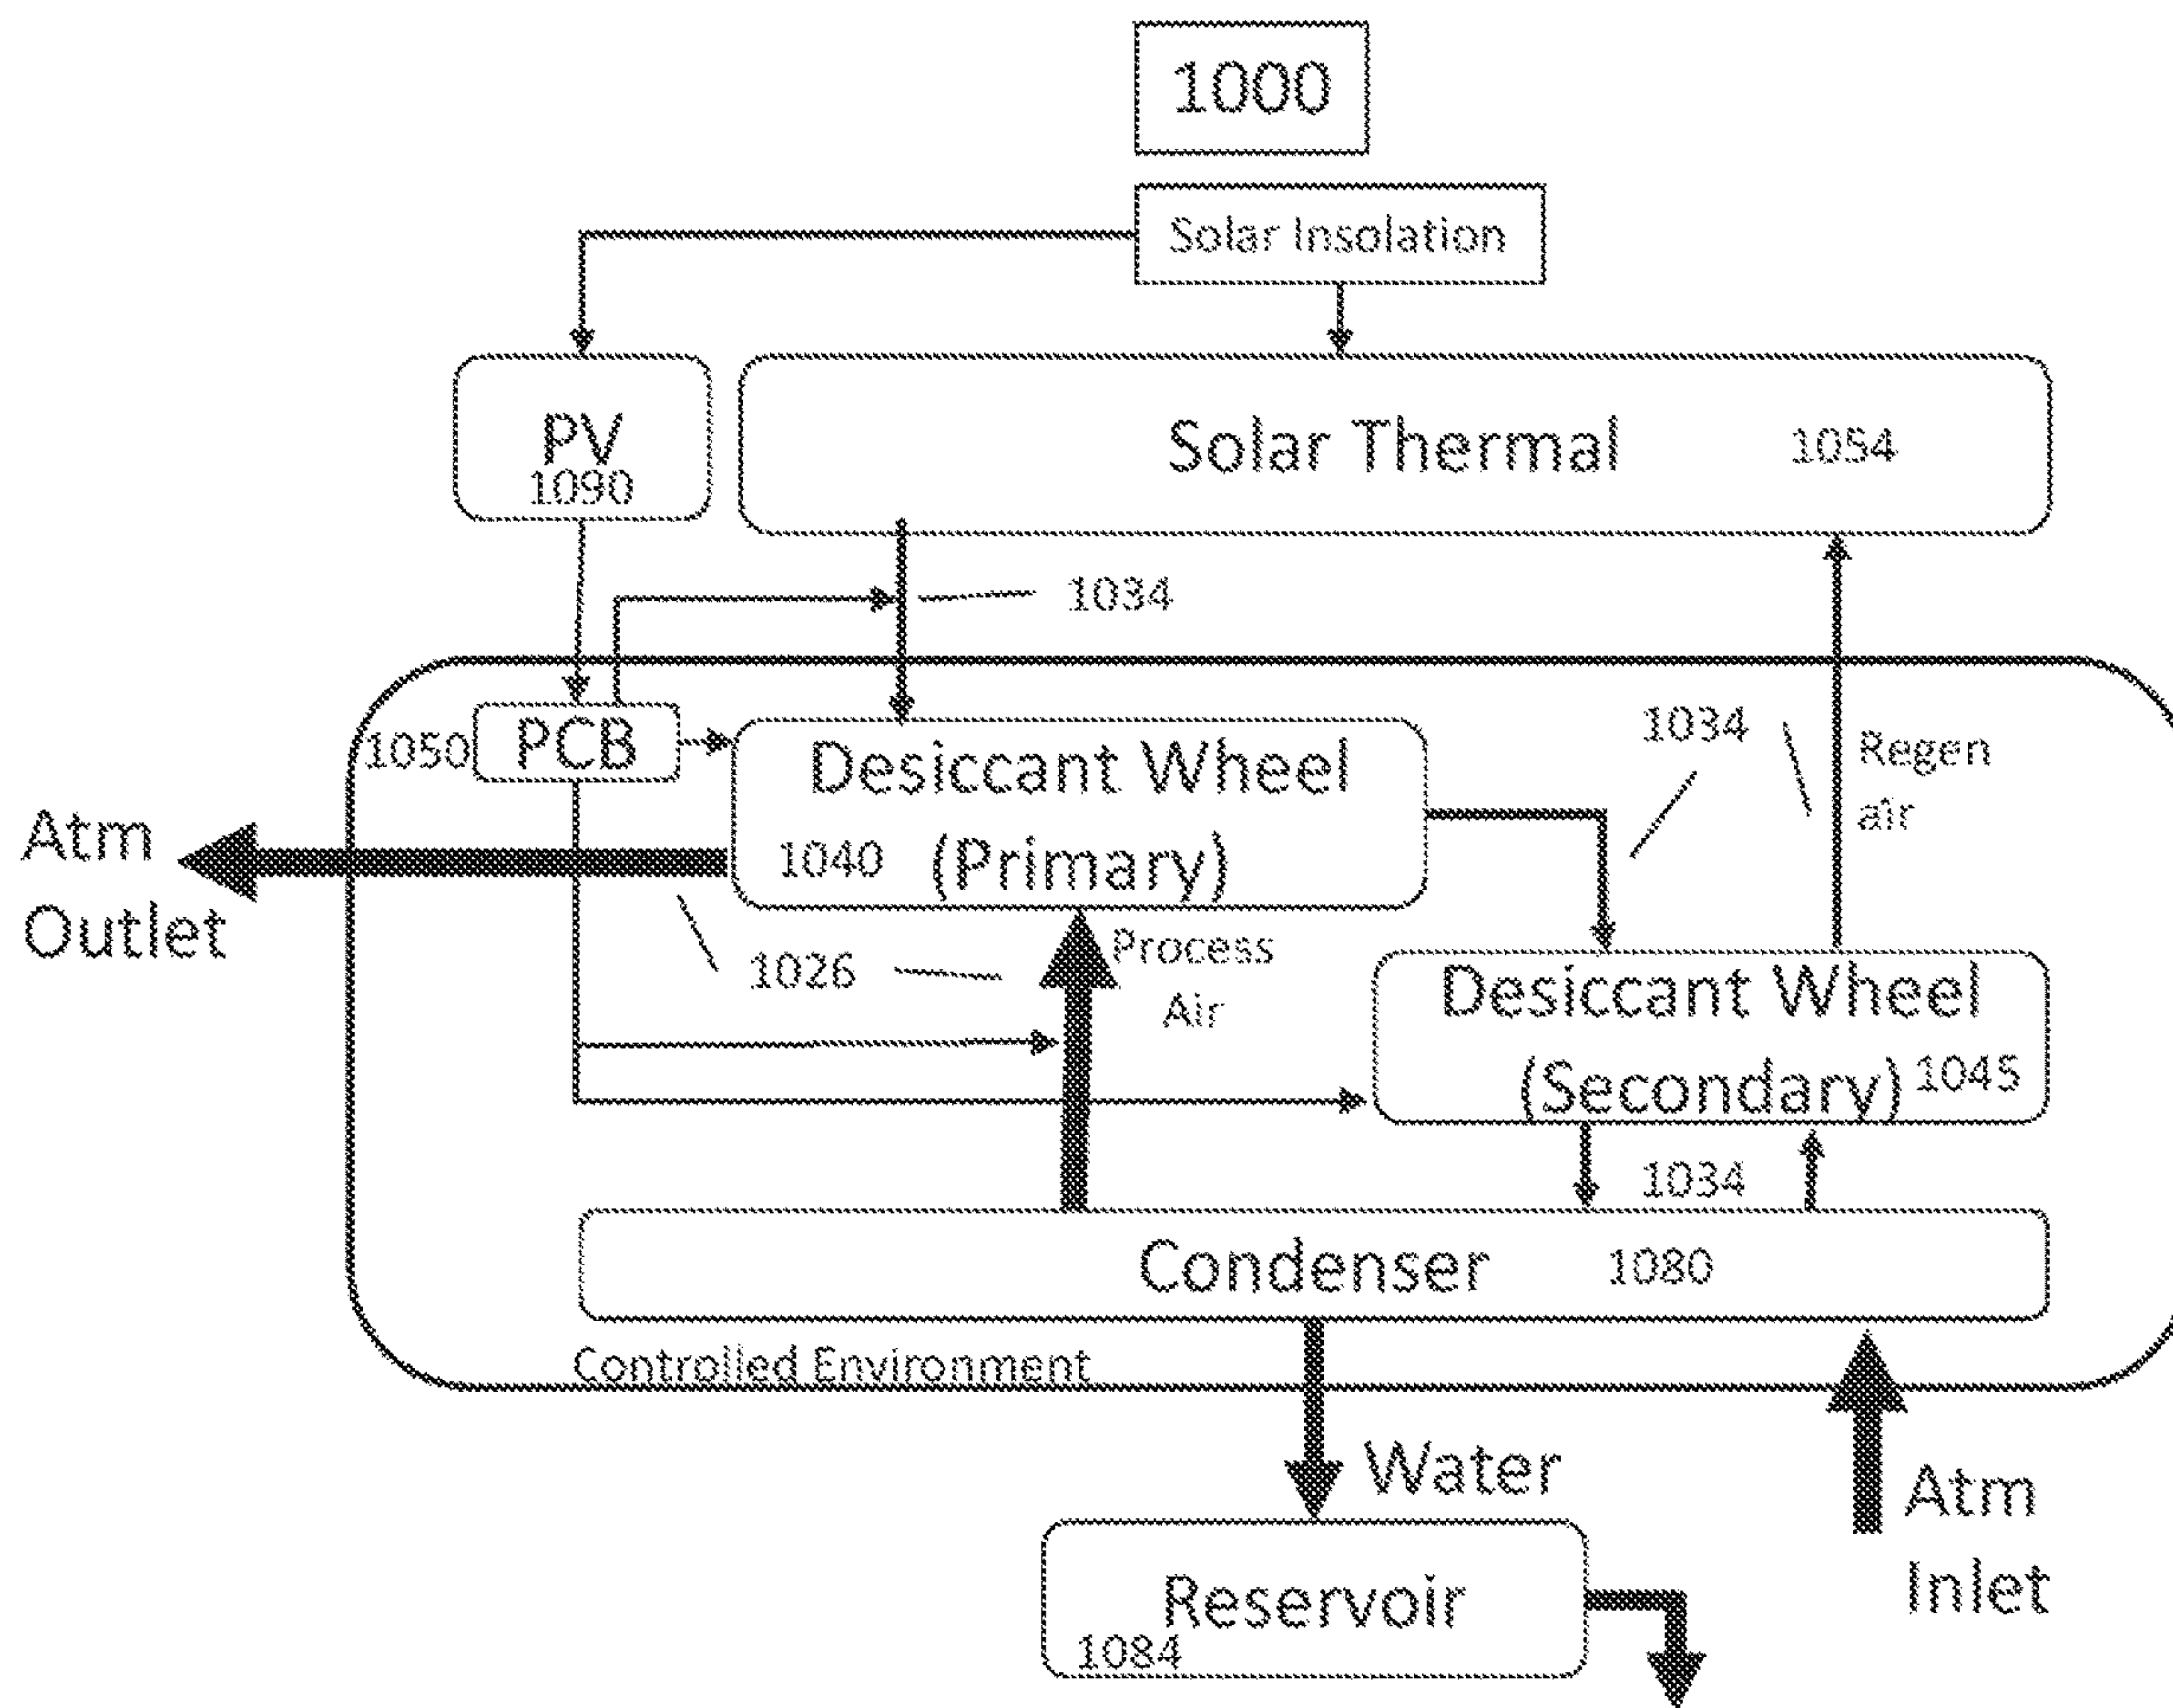 1000
Solar Insolation
PV
1090
Solar Thermal 1054
1034
1050 PCB
Desiccant Wheel
1040 (Primary)
1034
Regen
air
Atm
Outlet
1026
Process
Air
Desiccant Wheel
(Secondary) 1045
1034
Condenser 1080
Controlled Environment
Water
Atm
Inlet
Reservoir
1084